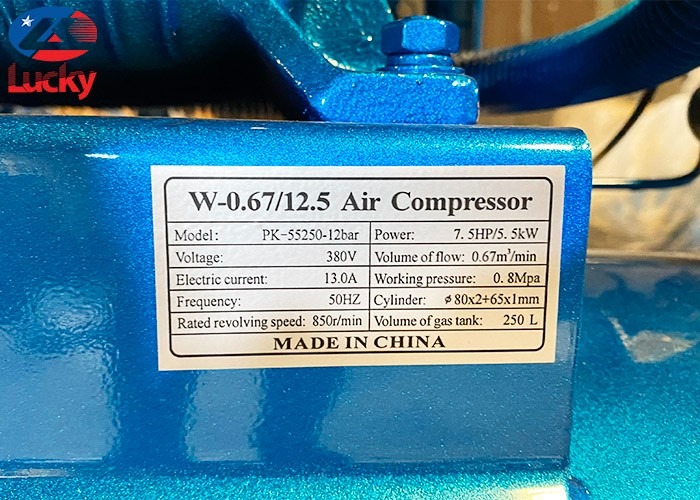 Lucky
W-0.67/12.5 Air Compressor
Model: PK-55250-12bar Power: 7.5HP/5.5kW
Voltage: 380V Volume of flow: 0.67m³/min
Electric current: 13.0A Working pressure: 0.8Mpa
Frequency: 50HZ Cylinder: ϕ80x2+65x1mm
Rated revolving speed: 850r/min Volume of gas tank: 250 L
MADE IN CHINA